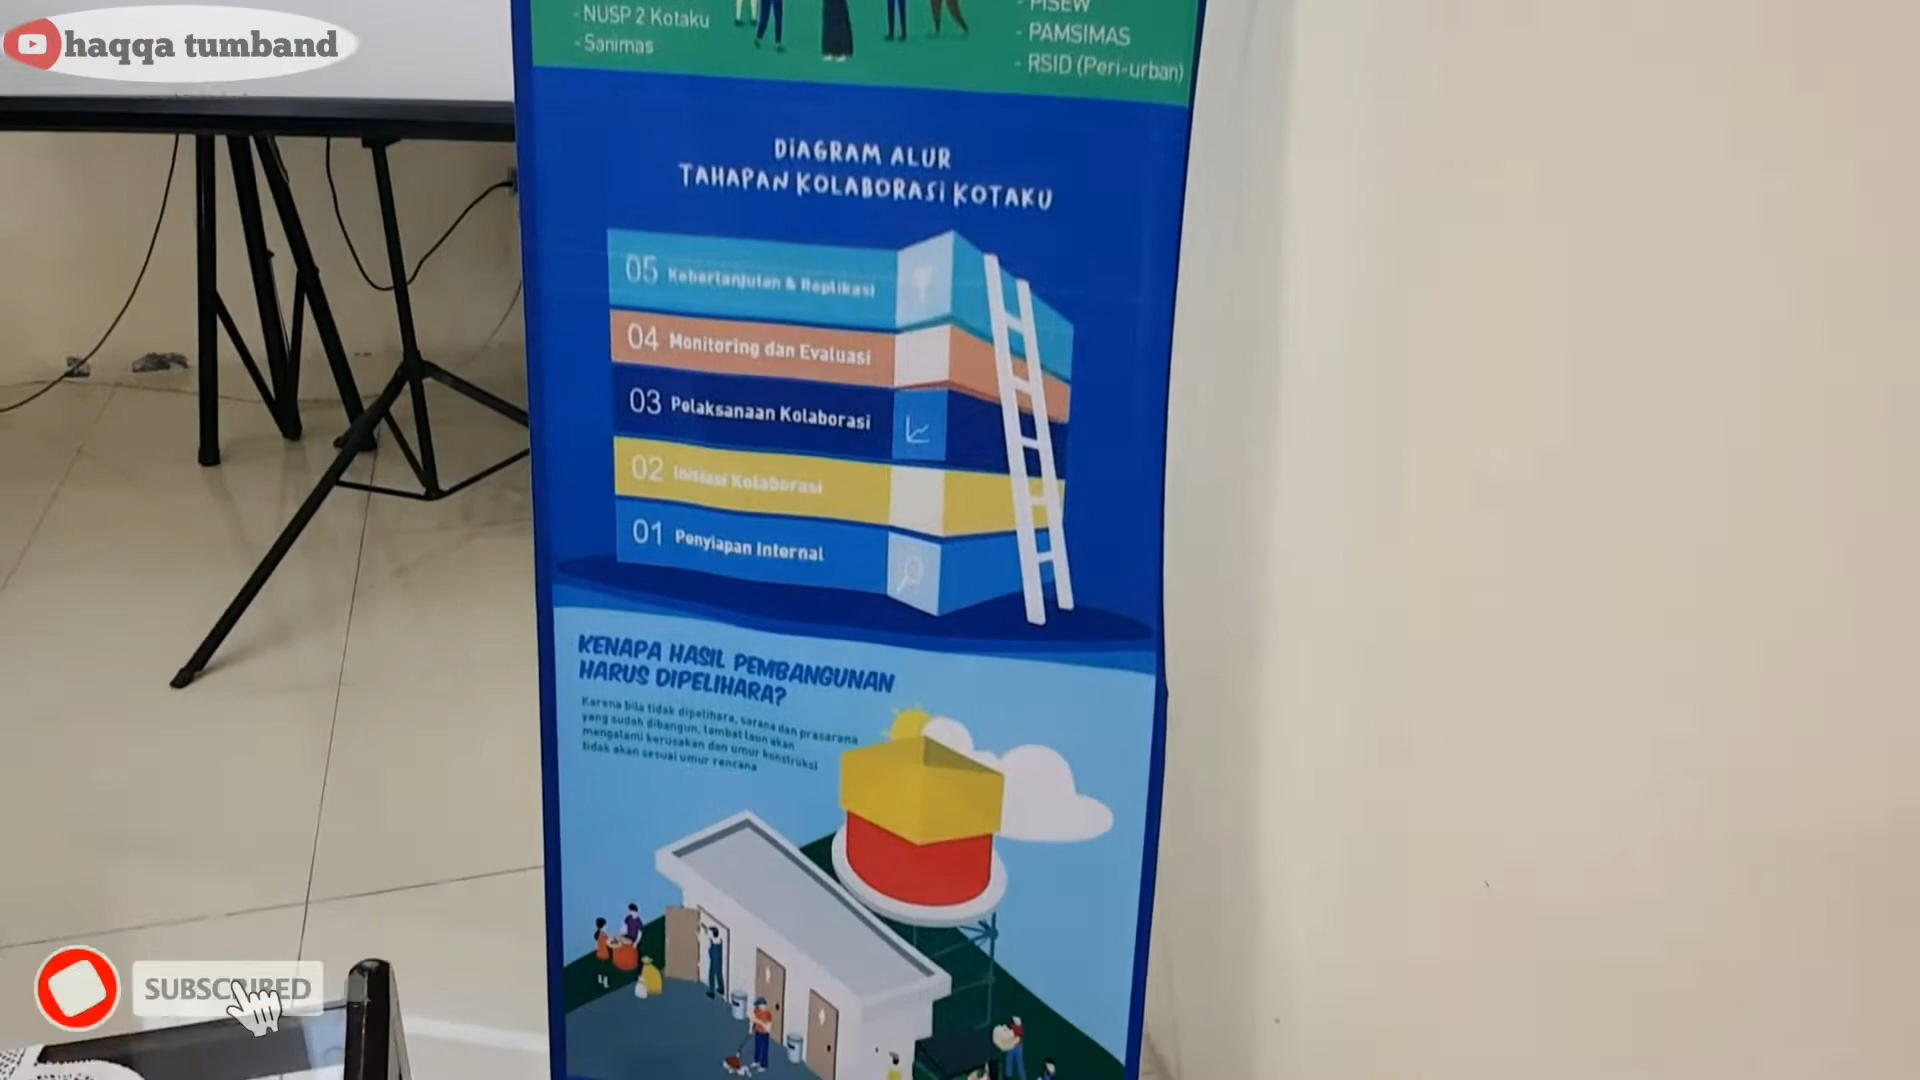 haqqa tumband
- NUSP 2 Kotaku
- Sanimas
- PISEW
- PAMSIMAS
- RSID (Peri-urban)
DIAGRAM ALUR
TAHAPAN KOLABORASI KOTAKU
05 Keberlanjutan & Replikasi
04 Monitoring dan Evaluasi
03 Pelaksanaan Kolaborasi
02 Inisiasi Kolaborasi
01 Penyiapan Internal
KENAPA HASIL PEMBANGUNAN
HARUS DIPELIHARA?
Karena bila tidak dipelihara, sarana dan prasarana
yang sudah dibangun, lambat laun akan
mengalami kerusakan dan umur konstruksi
tidak akan sesuai umur rencana
SUBSCRIBED